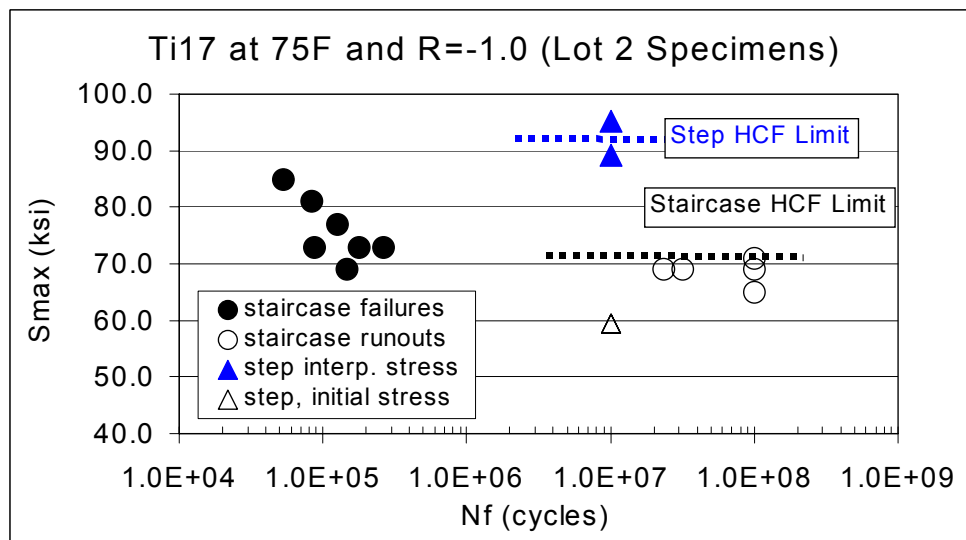 Ti17 at 75F and R=-1.0 (Lot 2 Specimens)
100.0
90.0
80.0
70.0
60.0
50.0
40.0
Smax (ksi)
Step HCF Limit
Staircase HCF Limit
staircase failures
staircase runouts
step interp. stress
step, initial stress
1.0E+04 1.0E+05 1.0E+06 1.0E+07 1.0E+08 1.0E+09
Nf (cycles)